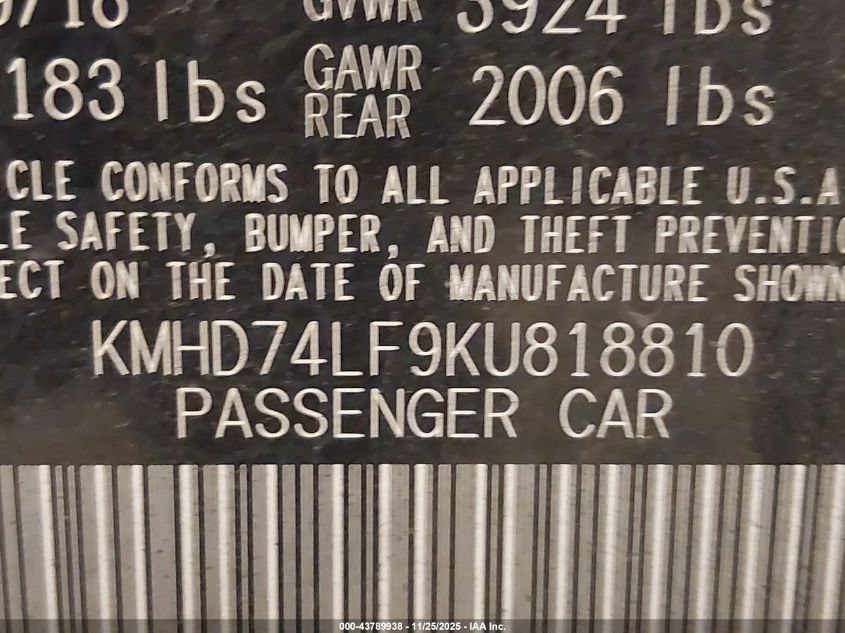 GVWR 3924 lbs
183 lbs GAWR REAR 2006 lbs
CLE CONFORMS TO ALL APPLICABLE U.S.A
LE SAFETY, BUMPER, AND THEFT PREVENTIO
ECT ON THE DATE OF MANUFACTURE SHOWN
KMHD74LF9KU818810
PASSENGER CAR
000-43789938 - 11/25/2025 - IAA Inc.